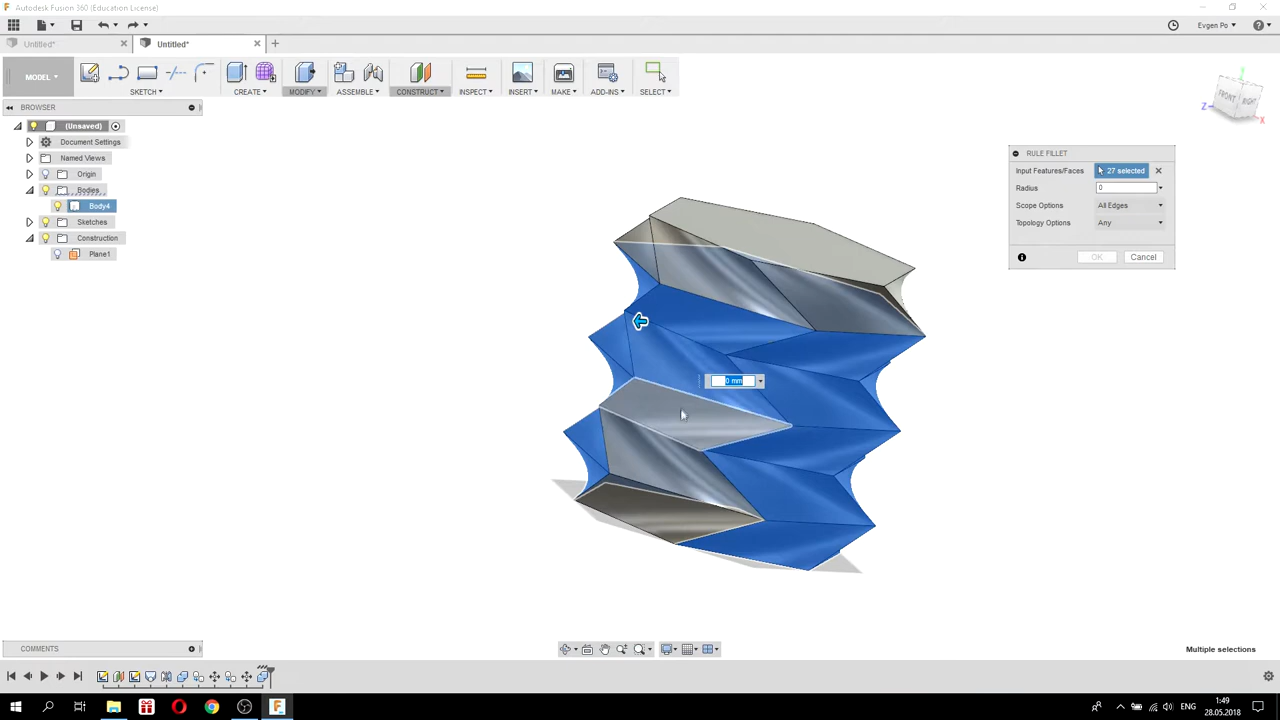 Autodesk Fusion 360 (Education License)
Evgen Po
Untitled*
Untitled*
MODEL
SKETCH
CREATE
MODIFY
ASSEMBLE
CONSTRUCT
INSPECT
INSERT
MAKE
ADD-INS
SELECT
BROWSER
(Unsaved)
Document Settings
Named Views
Origin
Bodies
Body4
Sketches
Construction
Plane1
FRONT
RIGHT
Z
X
RULE FILLET
Input Features/Faces 27 selected
Radius 0
Scope Options All Edges
Topology Options Any
OK Cancel
0 mm
COMMENTS
Multiple selections
ENG
1:49
28.05.2018